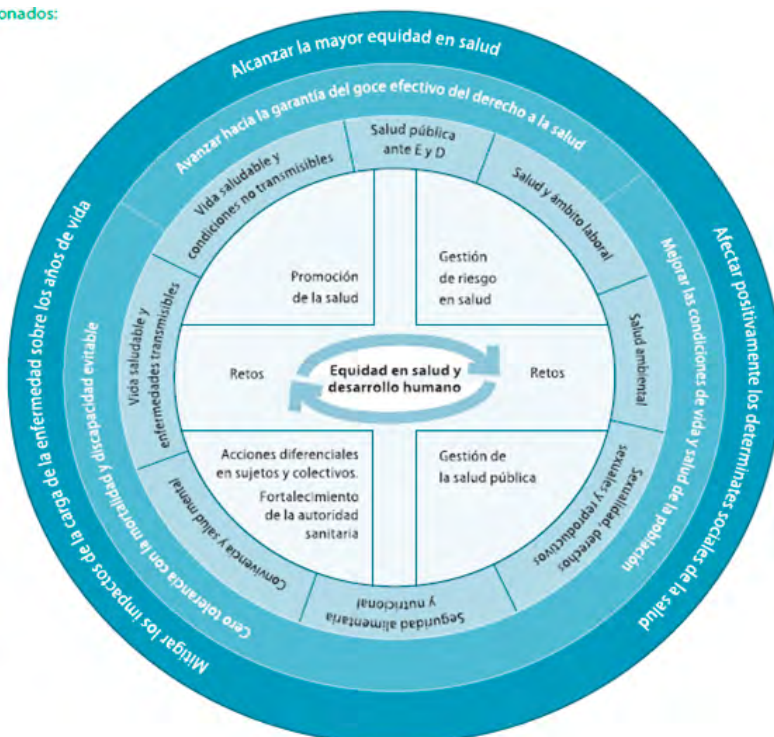 onados:
Alcanzar la mayor equidad en salud
Afectar positivamente los determinates sociales de la salud
Mitigar los impactos de la carga de la enfermedad sobre los años de vida
Avanzar hacia la garantía del goce efectivo del derecho a la salud
Mejorar las condiciones de vida y salud de la población
Cero tolerancia con la mortalidad y discapacidad evitable
Salud pública
ante E y D
Salud y ámbito laboral
Salud ambiental
Sexualidad, derechos
sexuales y reproductivos
Seguridad alimentaria
y nutricional
Convivencia y salud mental
Vida saludable y
enfermedades transmisibles
Vida saludable y
condiciones no transmisibles
Promoción
de la salud
Gestión
de riesgo
en salud
Retos
Equidad en salud y
desarrollo humano
Retos
Acciones diferenciales
en sujetos y colectivos.
Fortalecimiento
de la autoridad
sanitaria
Gestión de
la salud pública